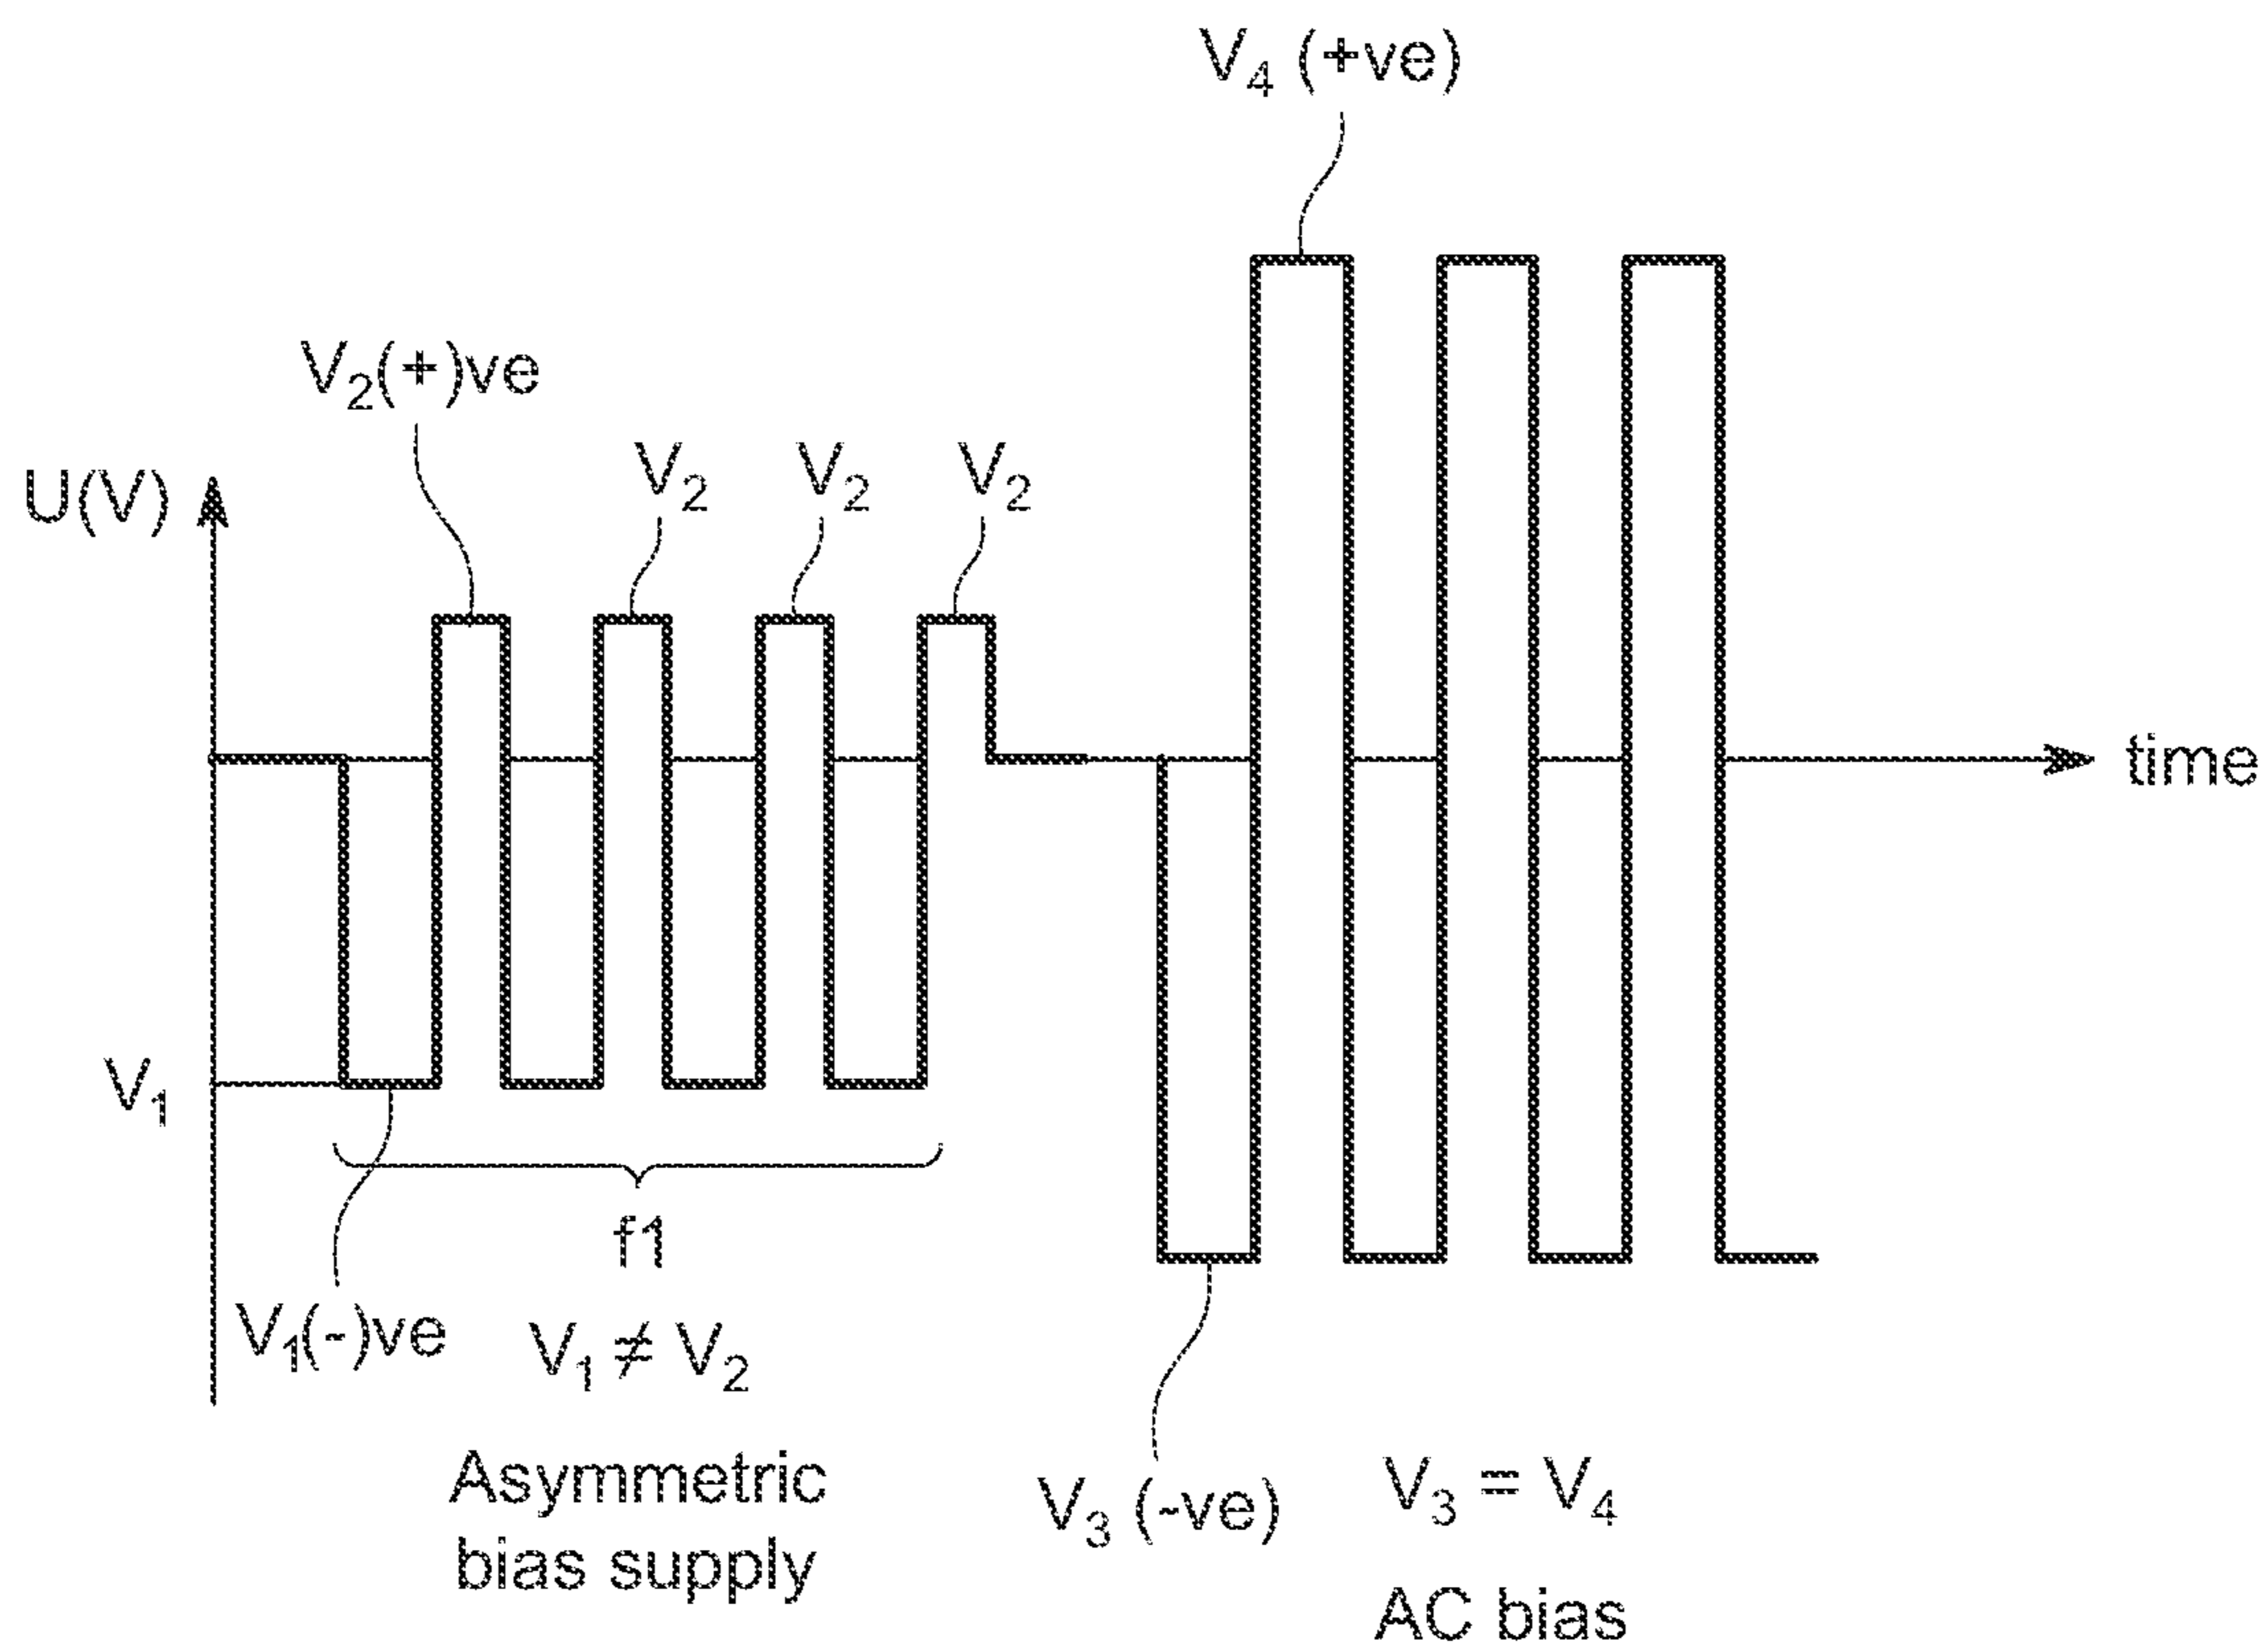 V₄ (+ve)
V₂(+)ve
V₂
V₂
V₂
U(V)
time
V₁
f1
V₁(-)ve
V₁ ≠ V₂
Asymmetric
bias supply
V₃ (-ve)
V₃ = V₄
AC bias